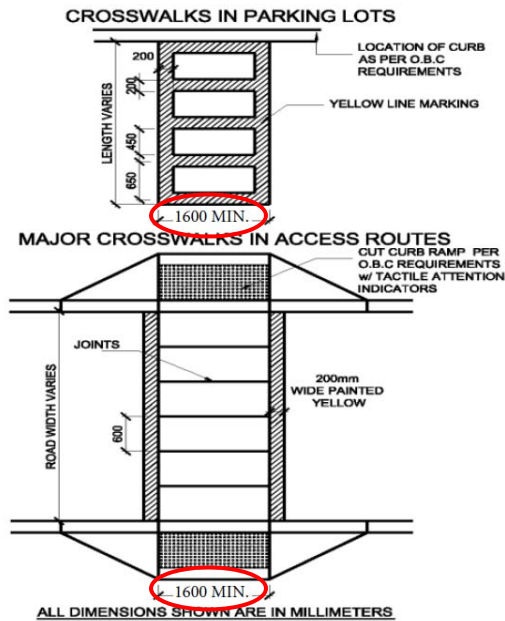 CROSSWALKS IN PARKING LOTS
200
LOCATION OF CURB
AS PER O.B.C
REQUIREMENTS
LENGTH VARIES
200
YELLOW LINE MARKING
450
650
1600 MIN.
MAJOR CROSSWALKS IN ACCESS ROUTES
CUT CURB RAMP PER
O.B.C REQUIREMENTS
w/ TACTILE ATTENTION
INDICATORS
JOINTS
ROAD WIDTH VARIES
200mm
WIDE PAINTED
YELLOW
600
1600 MIN.
ALL DIMENSIONS SHOWN ARE IN MILLIMETERS